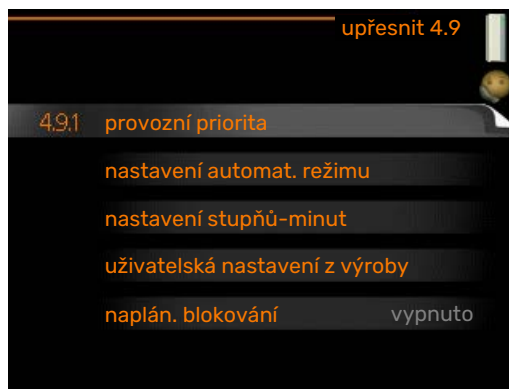 upřesnit 4.9
4.9.1 provozní priorita
nastavení automat. režimu
nastavení stupňů-minut
uživatelská nastavení z výroby
naplán. blokování vypnuto